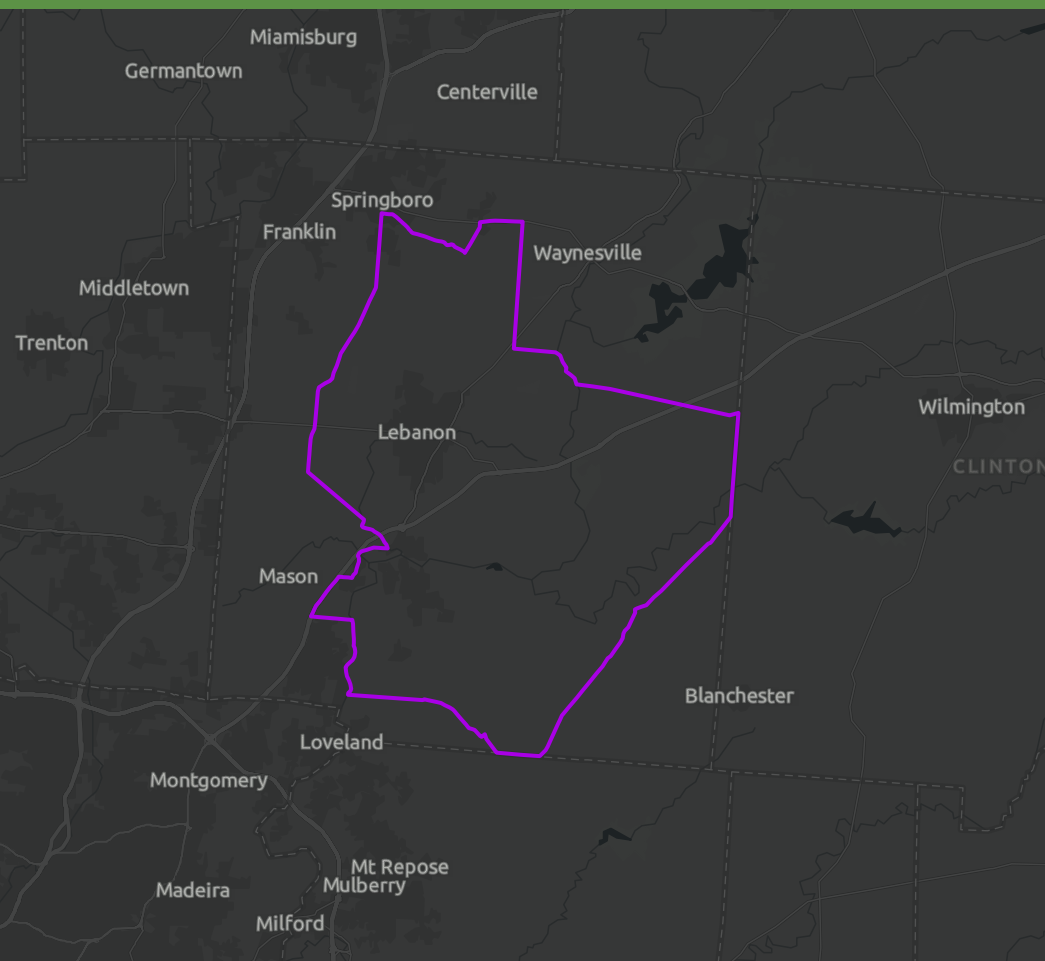 Miamisburg
Germantown
Centerville
Springboro
Franklin
Waynesville
Middletown
Trenton
Wilmington
Lebanon
CLINTON
Mason
Blanchester
Loveland
Montgomery
Mt Repose
Mulberry
Madeira
Milford